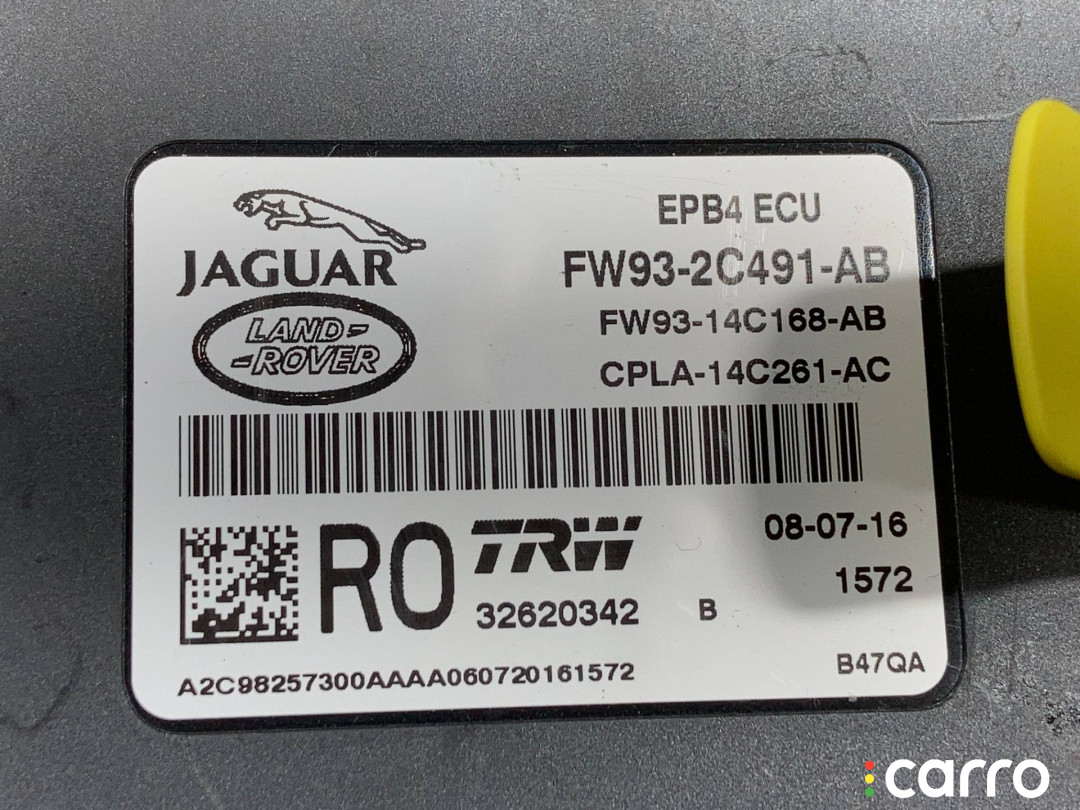 JAGUAR
LAND-
-ROVER
EPB4 ECU
FW93-2C491-AB
FW93-14C168-AB
CPLA-14C261-AC
RO
TRW
32620342
B
08-07-16
1572
A2C98257300AAAA060720161572
B47QA
carro